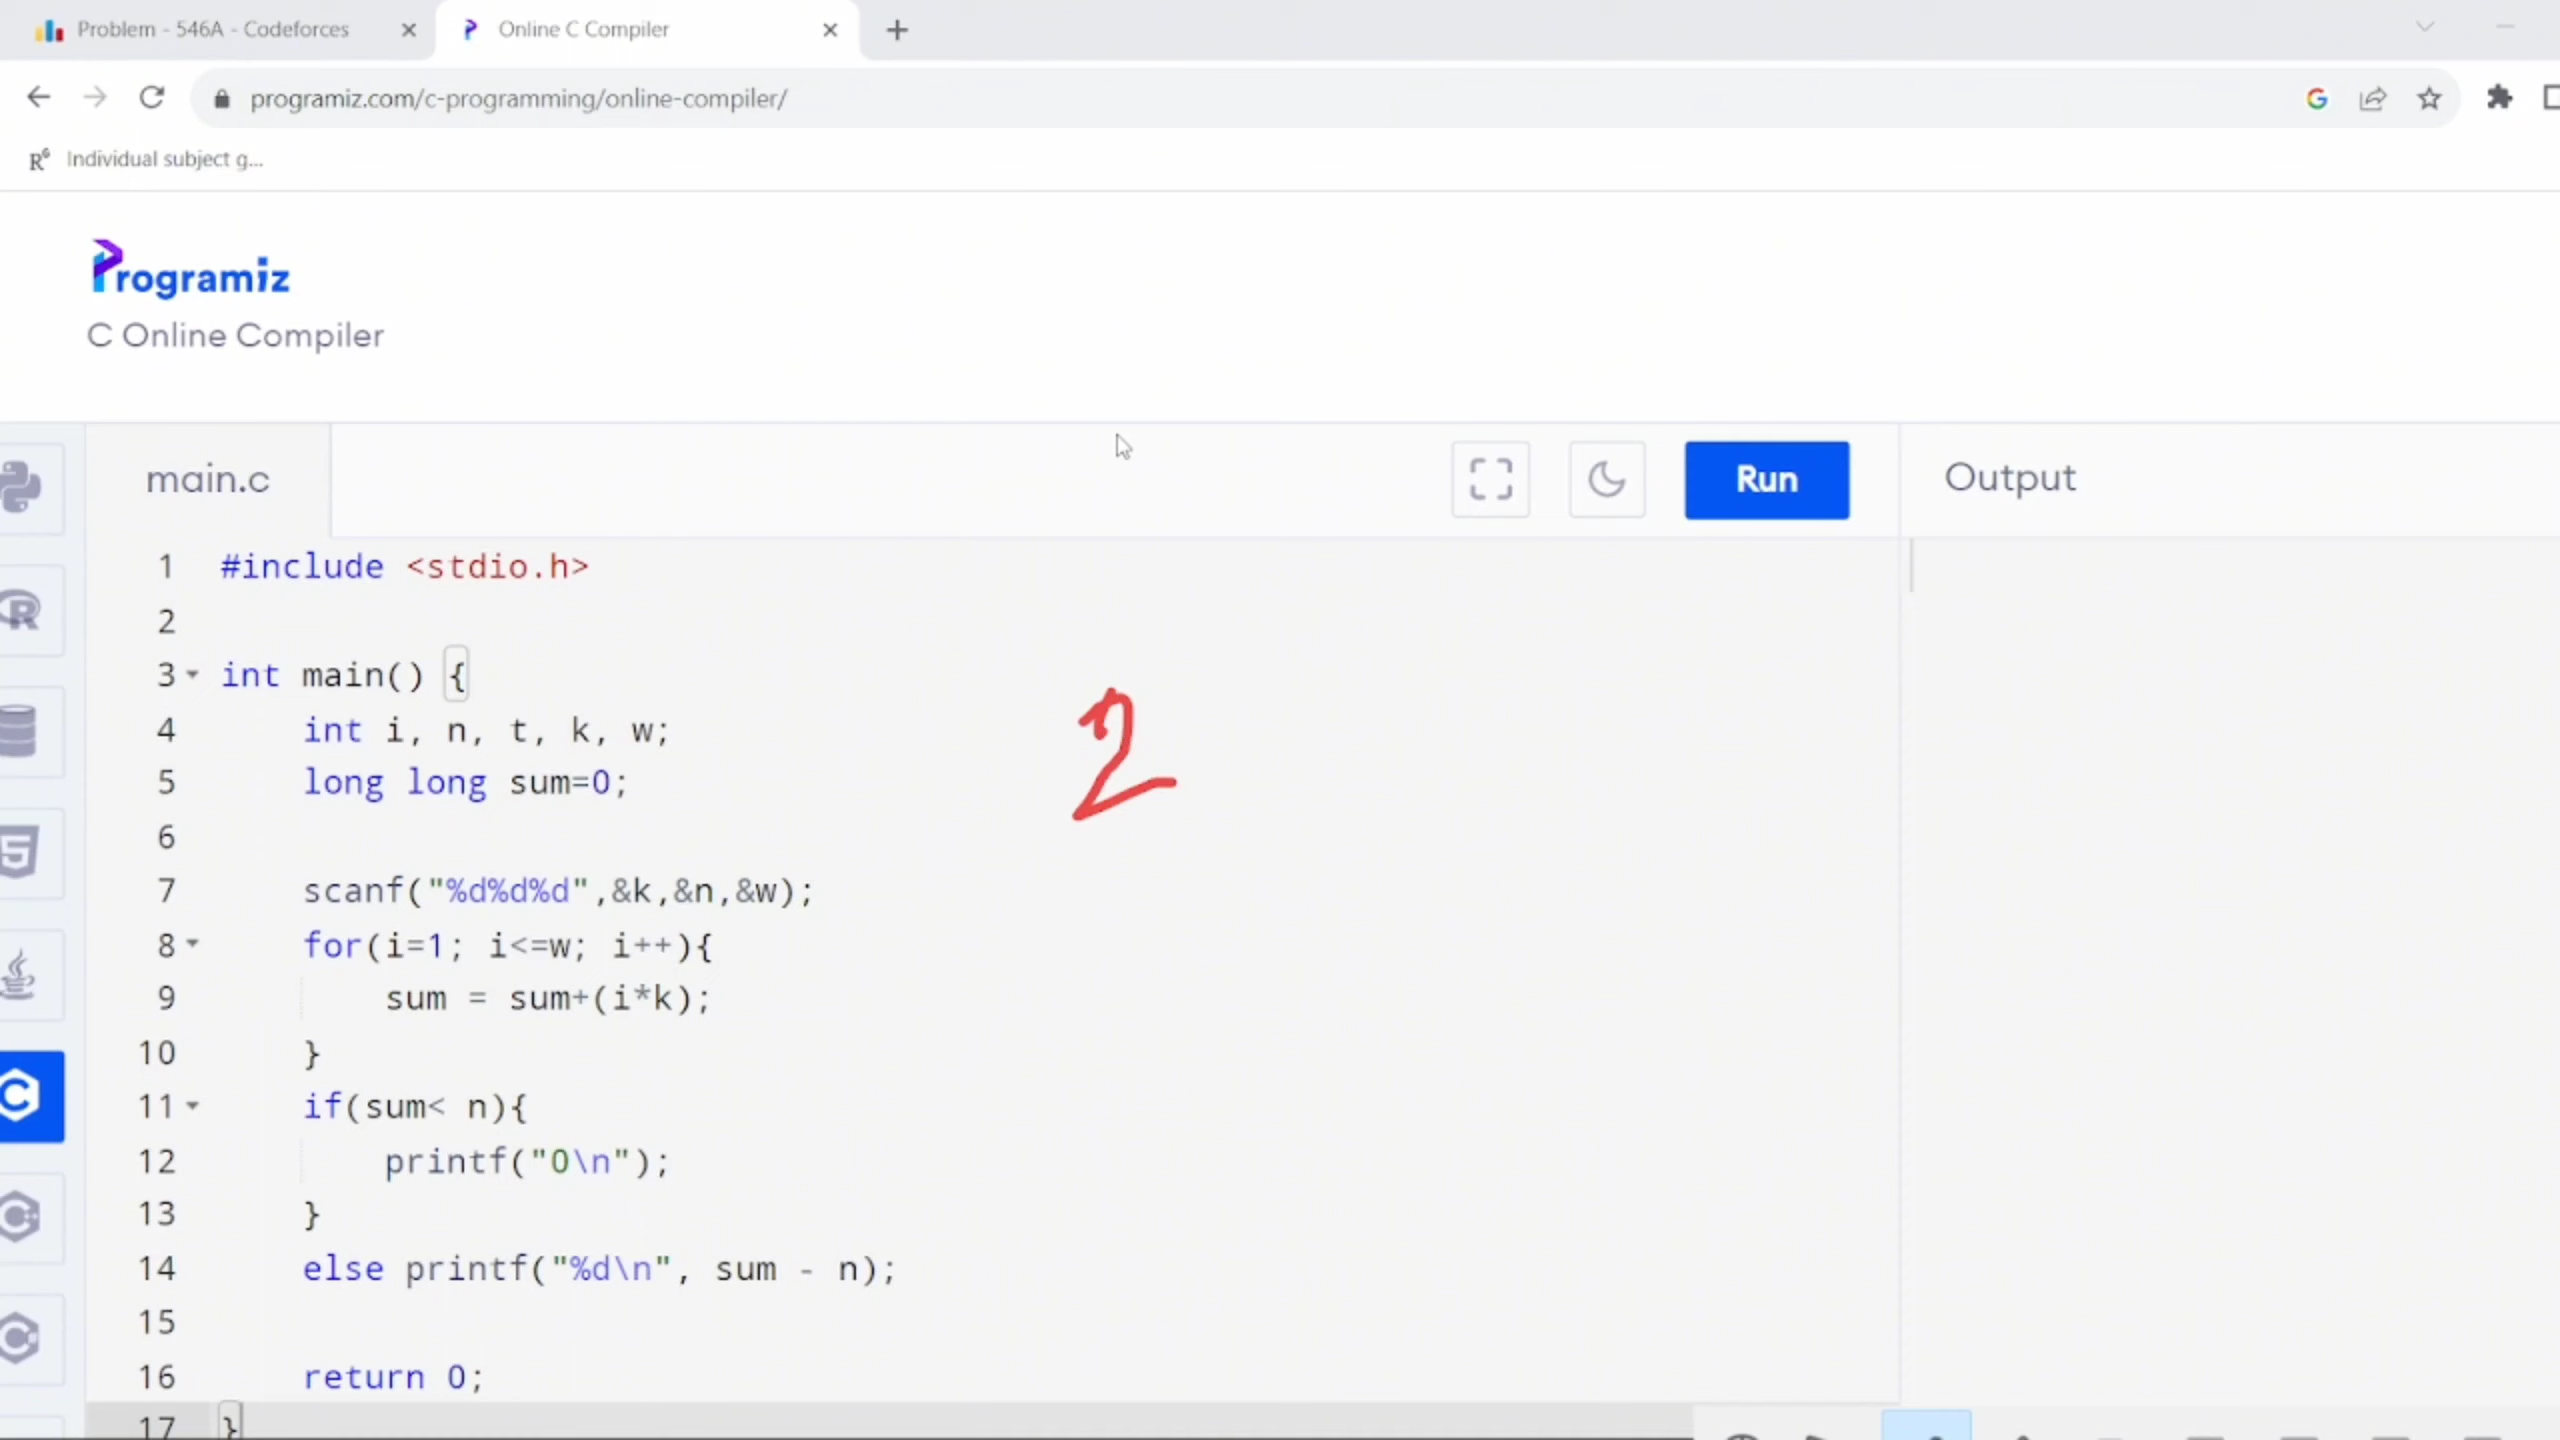 Problem - 546A - Codeforces
Online C Compiler
programiz.com/c-programming/online-compiler/
Individual subject g...
Programiz
C Online Compiler
main.c
Run
Output
1 #include <stdio.h>
2
3 int main() {
4 int i, n, t, k, w;
5 long long sum=0;
6
7 scanf("%d%d%d",&k,&n,&w);
8 for(i=1; i<=w; i++){
9 sum = sum+(i*k);
10 }
11 if(sum< n){
12 printf("0\n");
13 }
14 else printf("%d\n", sum - n);
15
16 return 0;
17 }
2